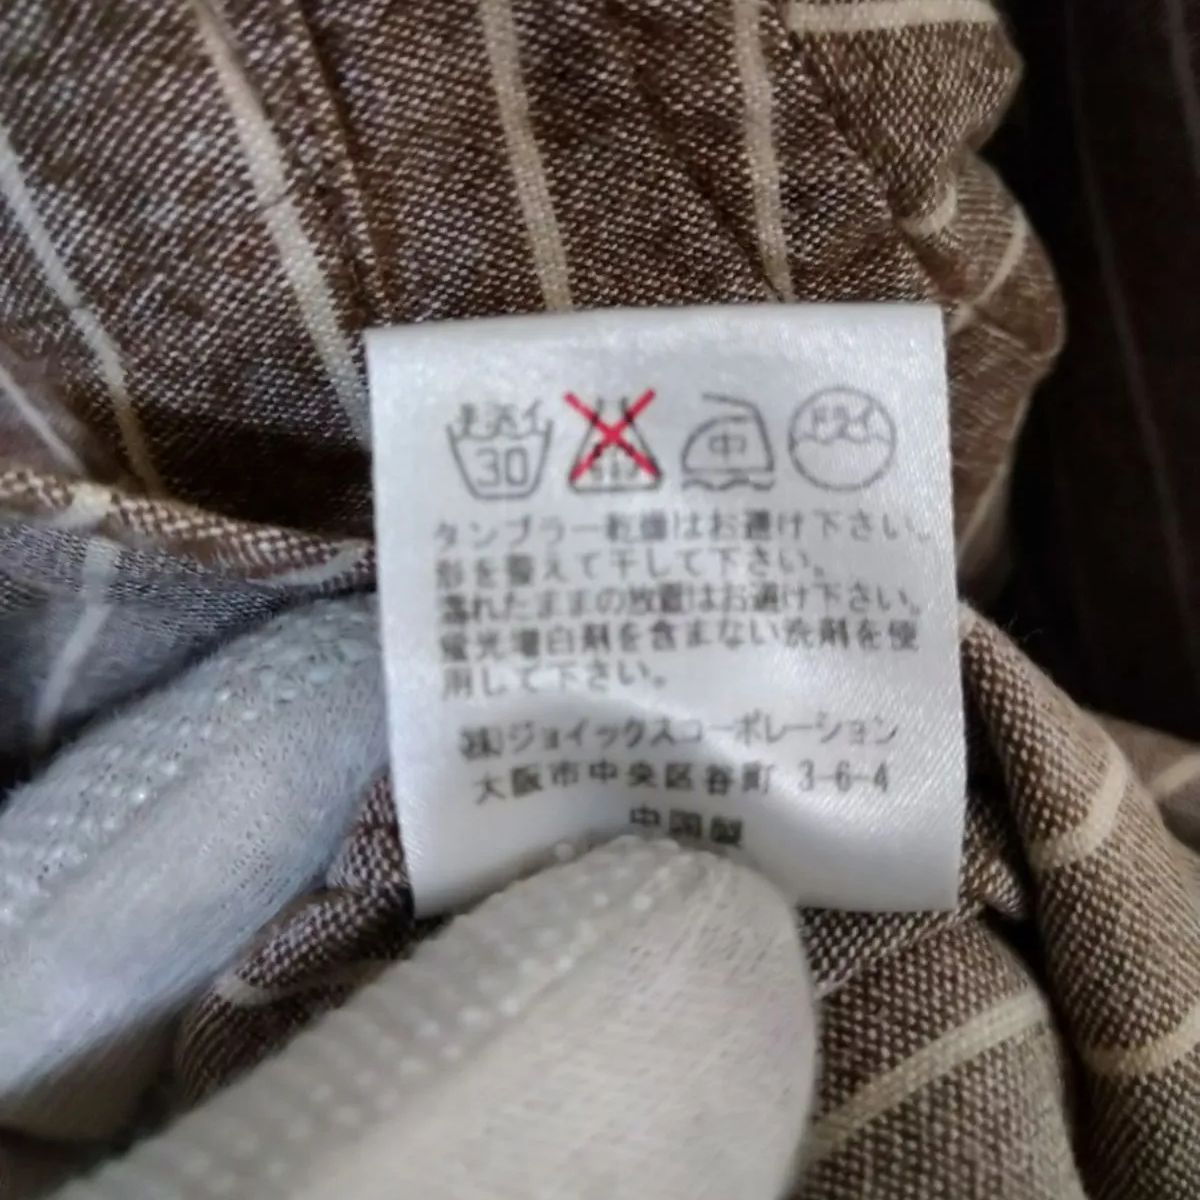 手洗イ
30
中
ドライ
タンブラー乾燥はお避け下さい。
形を整えて干して下さい。
濡れたままの放置はお避け下さい。
蛍光増白剤を含まない洗剤を使
用して下さい。
㈱ジョイックスコーポレーション
大阪市中央区谷町 3-6-4
中国製